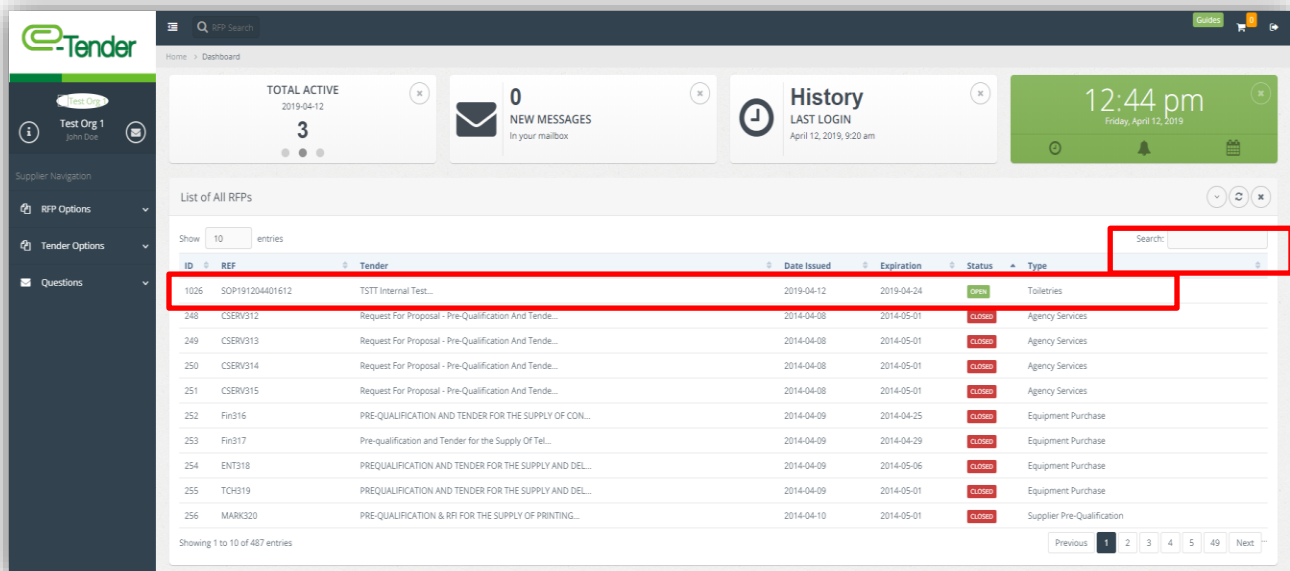 e-Tender
RFP Search
Guides
0
Home > Dashboard
Test Org 1
Test Org 1
John Doe
TOTAL ACTIVE
2019-04-12
3
0
NEW MESSAGES
In your mailbox
History
LAST LOGIN
April 12, 2019, 9:20 am
12:44 pm
Friday, April 12, 2019
Supplier Navigation
RFP Options
Tender Options
Questions
List of All RFPs
Show 10 entries
Search:
ID REF Tender Date Issued Expiration Status Type
1026 SOP191204401612 TSTT Internal Test... 2019-04-12 2019-04-24 OPEN Toiletries
248 CSERV312 Request For Proposal - Pre-Qualification And Tende... 2014-04-08 2014-05-01 CLOSED Agency Services
249 CSERV313 Request For Proposal - Pre-Qualification And Tende... 2014-04-08 2014-05-01 CLOSED Agency Services
250 CSERV314 Request For Proposal - Pre-Qualification And Tende... 2014-04-08 2014-05-01 CLOSED Agency Services
251 CSERV315 Request For Proposal - Pre-Qualification And Tende... 2014-04-08 2014-05-01 CLOSED Agency Services
252 Fin316 PRE-QUALIFICATION AND TENDER FOR THE SUPPLY OF CON... 2014-04-09 2014-04-25 CLOSED Equipment Purchase
253 Fin317 Pre-qualification and Tender for the Supply Of Tel... 2014-04-09 2014-04-29 CLOSED Equipment Purchase
254 ENT318 PREQUALIFICATION AND TENDER FOR THE SUPPLY AND DEL... 2014-04-09 2014-05-06 CLOSED Equipment Purchase
255 TCH319 PREQUALIFICATION AND TENDER FOR THE SUPPLY AND DEL... 2014-04-09 2014-05-01 CLOSED Equipment Purchase
256 MARK320 PRE-QUALIFICATION & RFI FOR THE SUPPLY OF PRINTING... 2014-04-10 2014-05-01 CLOSED Supplier Pre-Qualification
Showing 1 to 10 of 487 entries
Previous 1 2 3 4 5 49 Next